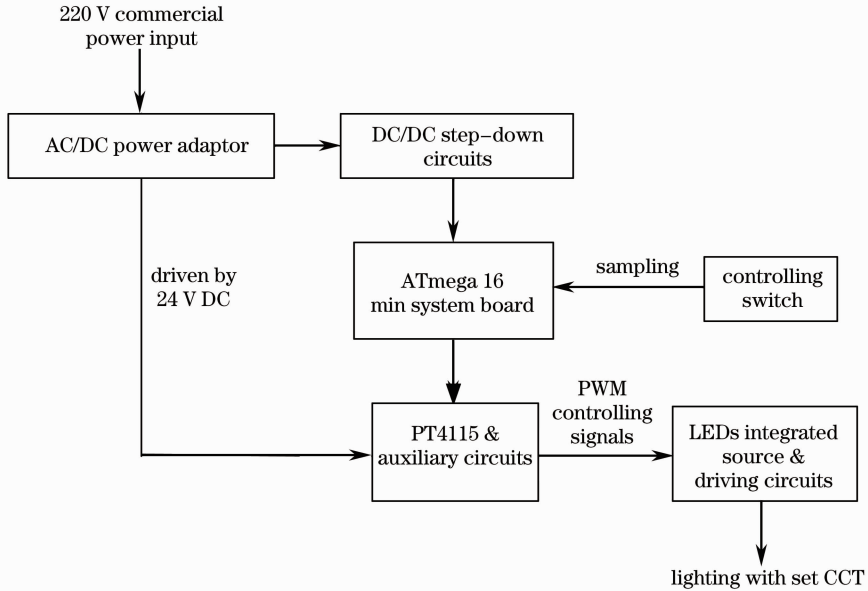 220 V commercial
power input
AC/DC power adaptor
DC/DC step–down
circuits
driven by
24 V DC
ATmega 16
min system board
sampling
controlling
switch
PT4115 &
auxiliary circuits
PWM
controlling
signals
LEDs integrated
source &
driving circuits
lighting with set CCT